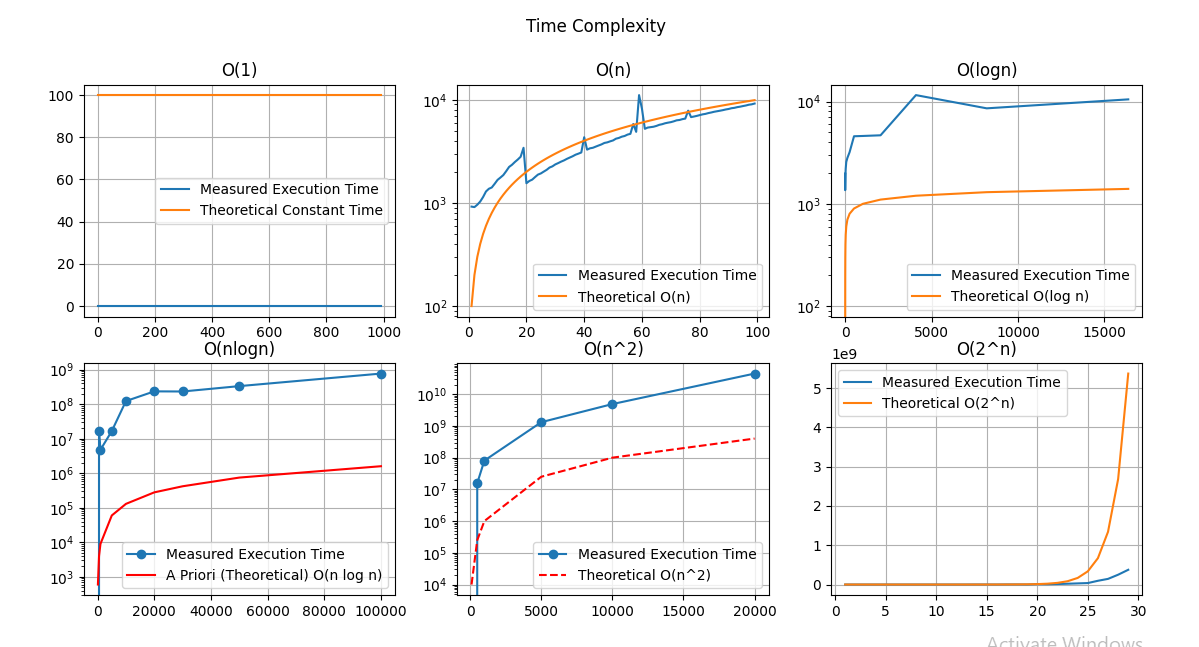 Time Complexity
O(1)
100
80
60
40
20
0
0 200 400 600 800 1000
Measured Execution Time
Theoretical Constant Time
O(n)
10^4
10^3
10^2
0 20 40 60 80 100
Measured Execution Time
Theoretical O(n)
O(logn)
10^4
10^3
10^2
0 5000 10000 15000
Measured Execution Time
Theoretical O(log n)
O(nlogn)
10^9
10^8
10^7
10^6
10^5
10^4
10^3
0 20000 40000 60000 80000 100000
Measured Execution Time
A Priori (Theoretical) O(n log n)
O(n^2)
10^10
10^9
10^8
10^7
10^6
10^5
10^4
0 5000 10000 15000 20000
Measured Execution Time
Theoretical O(n^2)
1e9
O(2^n)
5
4
3
2
1
0
0 5 10 15 20 25 30
Measured Execution Time
Theoretical O(2^n)
Activate Windows